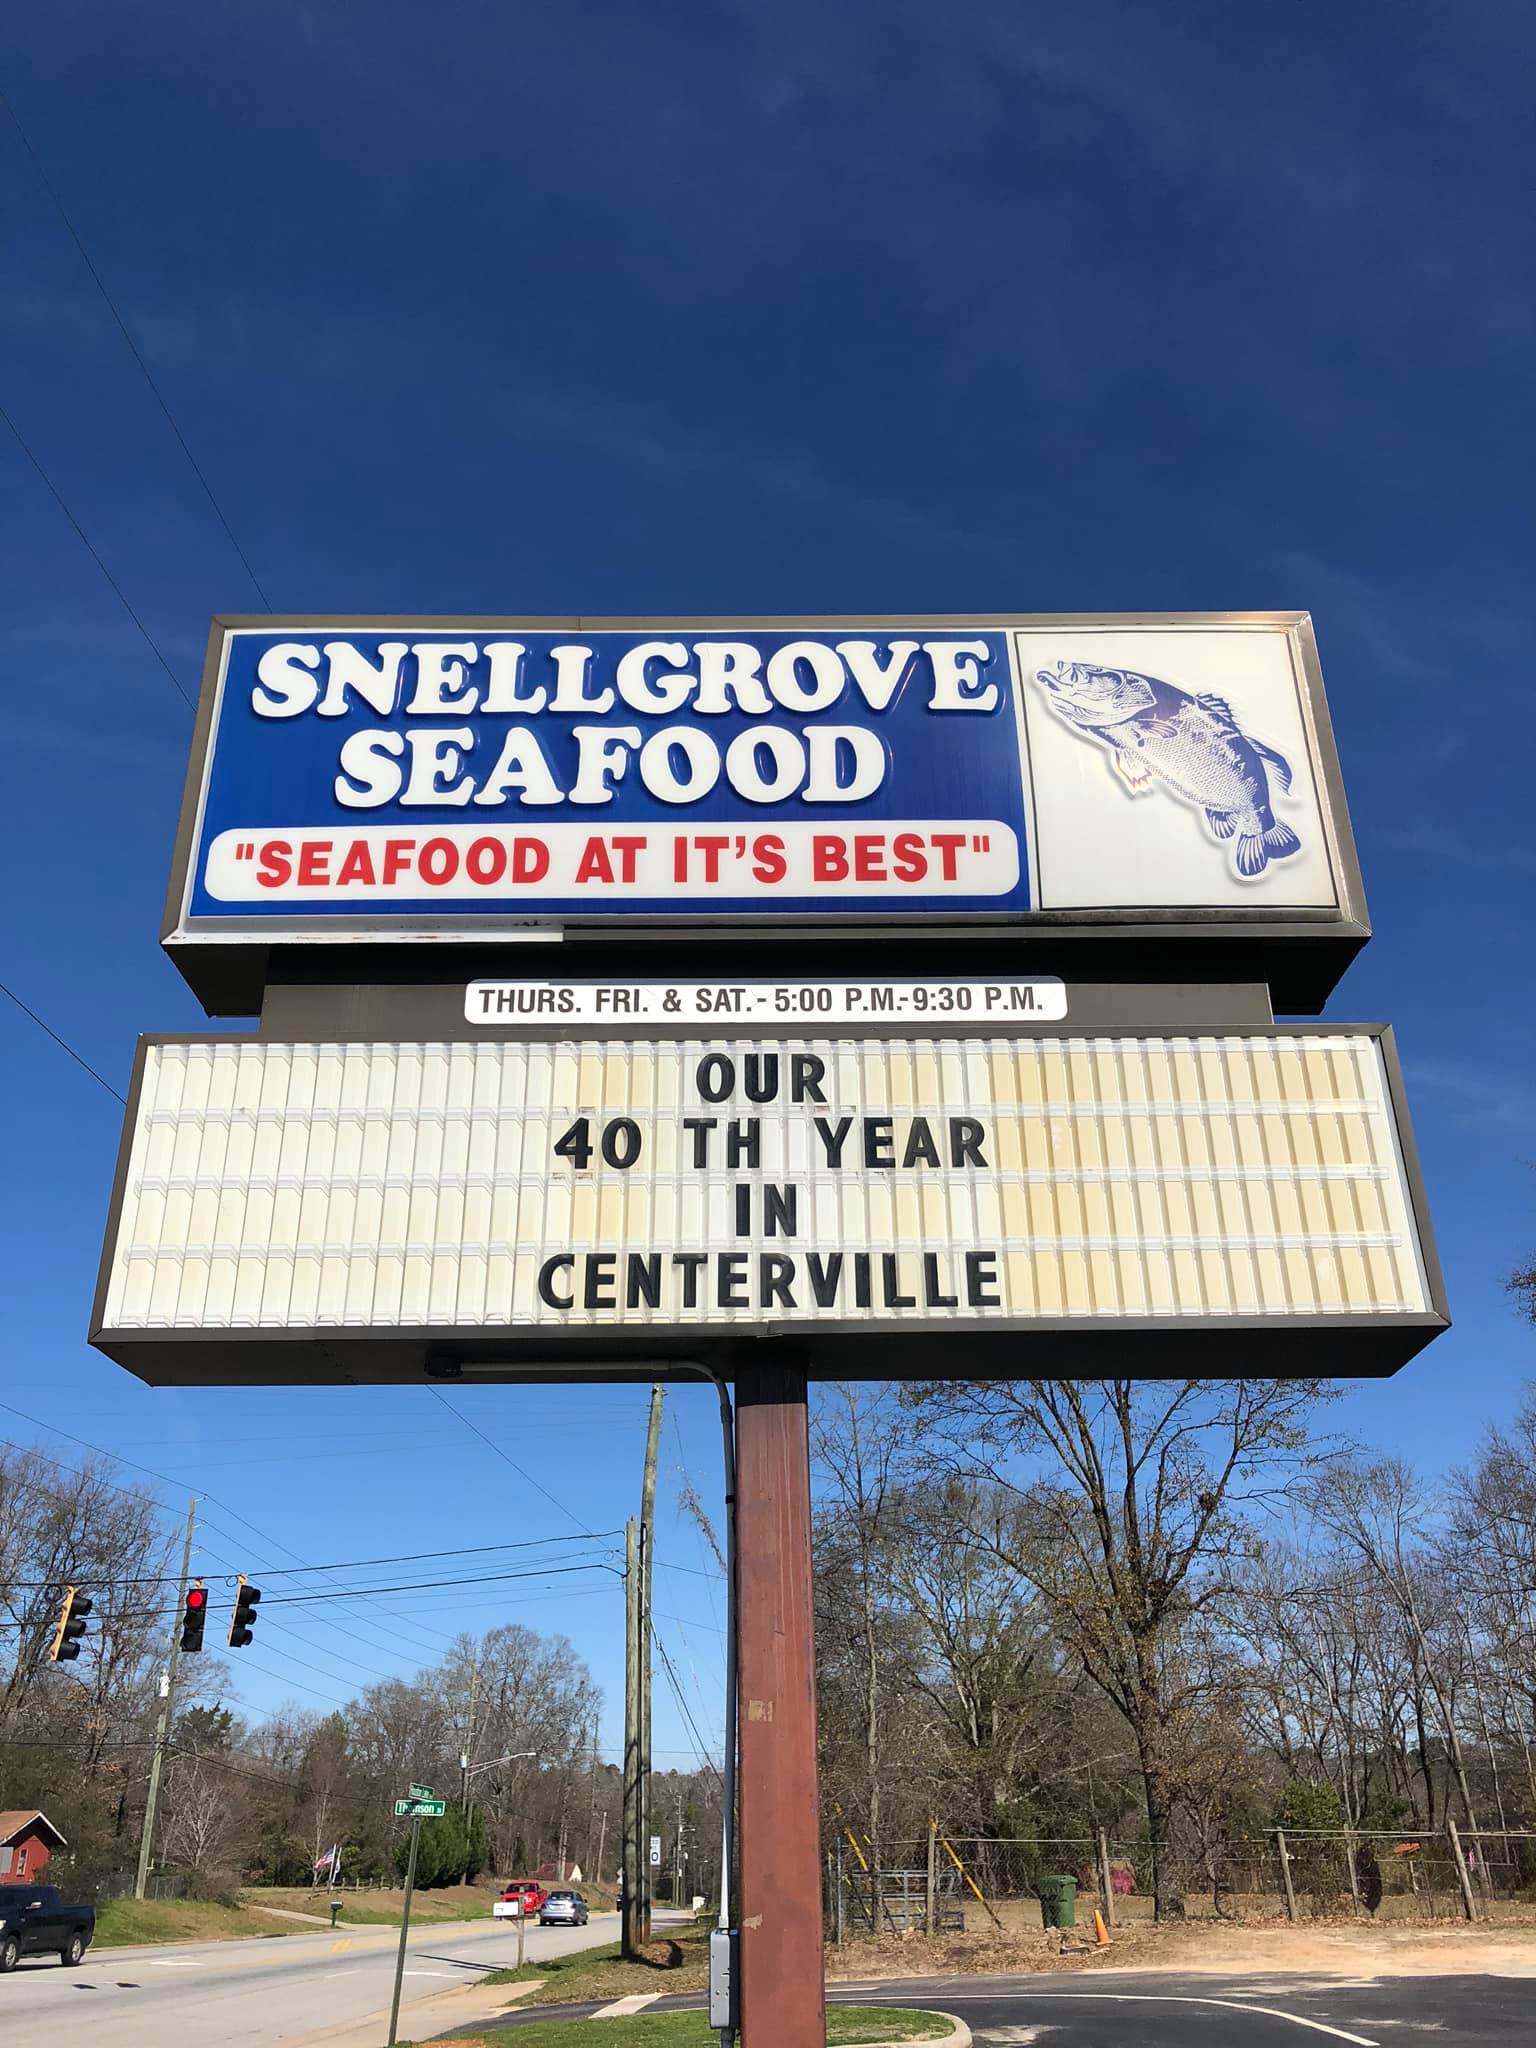 SNELLGROVE
SEAFOOD
"SEAFOOD AT IT'S BEST"
THURS. FRI. & SAT.-5:00 P.M.-9:30 P.M.
OUR
40 TH YEAR
IN
CENTERVILLE